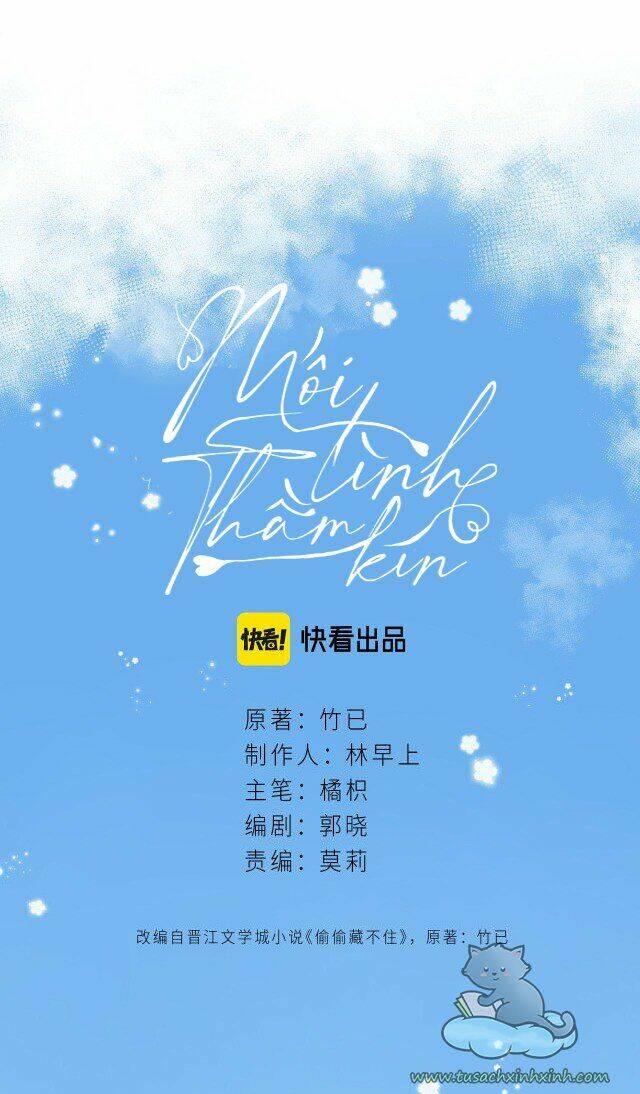 Mối
tình
Thầm
kín
快看! 快看出品
原著：竹已
制作人：林早上
主笔：橘枳
编剧：郭晓
责编：莫莉
改编自晋江文学城小说《偷偷藏不住》，原著：竹已
www.tusachxinhxinh.com